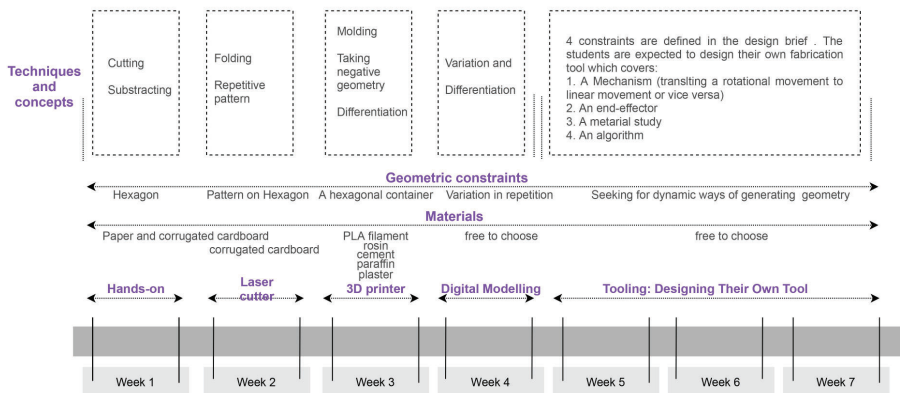 Techniques
and
concepts
Cutting
Substracting
Folding
Repetitive
pattern
Molding
Taking
negative
geometry
Differentiation
Variation and
Differentiation
4 constraints are defined in the design brief . The
students are expected to design their own fabrication
tool which covers:
1. A Mechanism (translting a rotational movement to
linear movement or vice versa)
2. An end-effector
3. A metarial study
4. An algorithm
Geometric constraints
Hexagon
Pattern on Hexagon
A hexagonal container
Variation in repetition
Seeking for dynamic ways of generating geometry
Materials
Paper and corrugated cardboard
corrugated cardboard
PLA filament
rosin
cement
paraffin
plaster
free to choose
free to choose
Hands-on
Laser
cutter
3D printer
Digital Modelling
Tooling: Designing Their Own Tool
Week 1
Week 2
Week 3
Week 4
Week 5
Week 6
Week 7